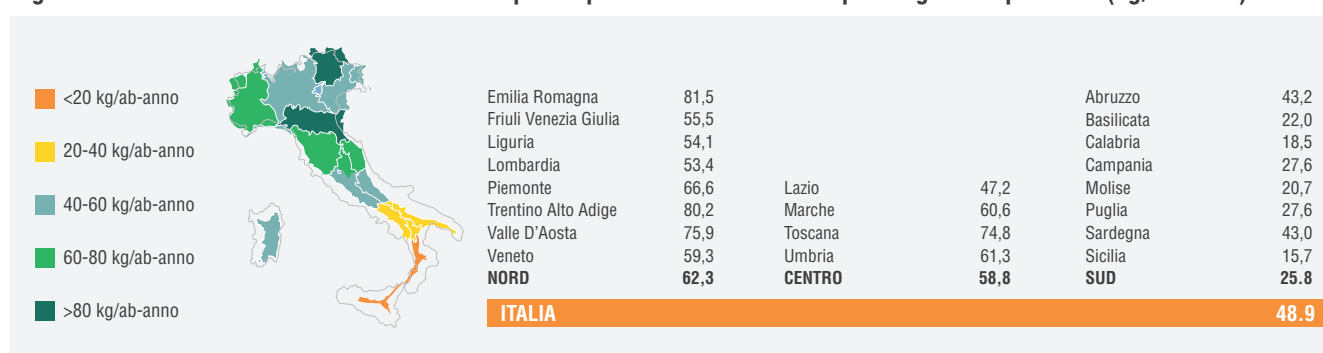 <20 kg/ab-anno
20-40 kg/ab-anno
40-60 kg/ab-anno
60-80 kg/ab-anno
>80 kg/ab-anno
Emilia Romagna 81,5
Friuli Venezia Giulia 55,5
Liguria 54,1
Lombardia 53,4
Piemonte 66,6
Trentino Alto Adige 80,2
Valle D'Aosta 75,9
Veneto 59,3
NORD 62,3
Lazio 47,2
Marche 60,6
Toscana 74,8
Umbria 61,3
CENTRO 58,8
Abruzzo 43,2
Basilicata 22,0
Calabria 18,5
Campania 27,6
Molise 20,7
Puglia 27,6
Sardegna 43,0
Sicilia 15,7
SUD 25.8
ITALIA 48.9